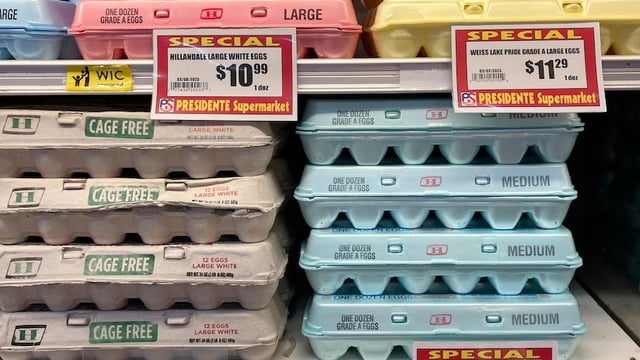 LARGE
ONE DOZEN
GRADE A EGGS
H
LARGE
WIC
SPECIAL
HILLANDALE LARGE WHITE EGGS
$10.99
1 doz
PRESIDENTE Supermarket
SPECIAL
WEISS LAKE PRIDE GRADE A LARGE EGGS
$11.29
1 doz
PRESIDENTE Supermarket
H
CAGE FREE
LARGE WHITE
H
CAGE FREE
12 EGGS
LARGE WHITE
H
CAGE FREE
12 EGGS
LARGE WHITE
H
CAGE FREE
12 EGGS
LARGE WHITE
ONE DOZEN
GRADE A EGGS
H
MEDIUM
ONE DOZEN
GRADE A EGGS
H
MEDIUM
ONE DOZEN
GRADE A EGGS
H
MEDIUM
ONE DOZEN EGGS
ONE DOZEN
GRADE A EGGS
H
MEDIUM
SPECIAL